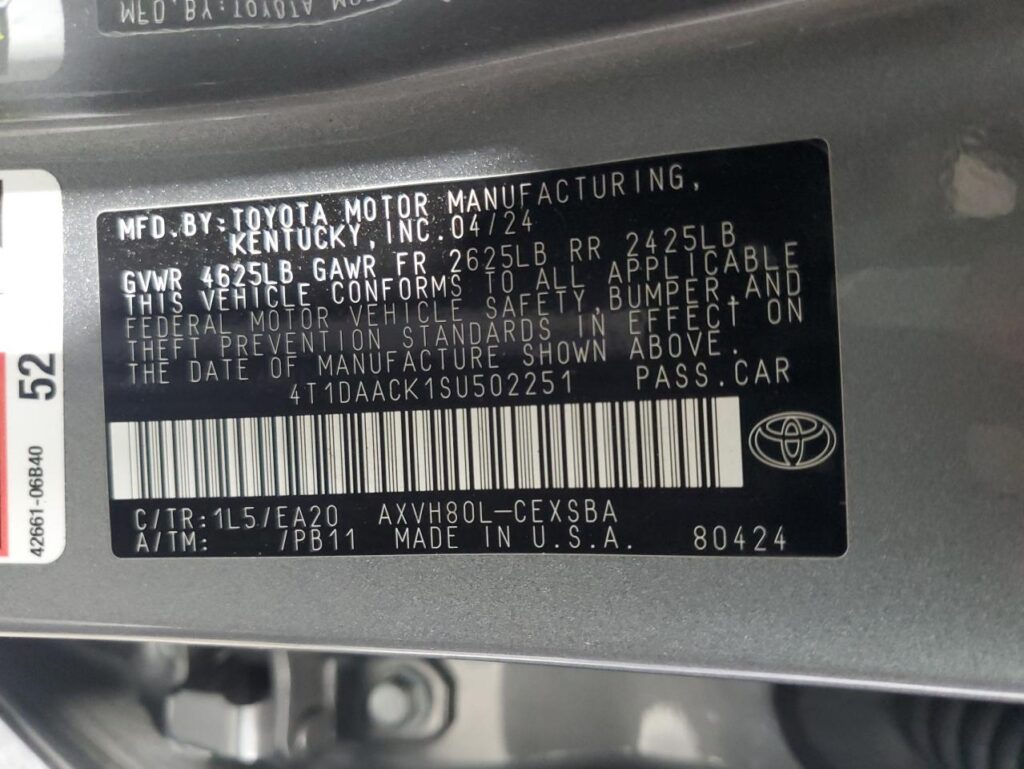 MFD. BY:
MFD.BY:TOYOTA MOTOR MANUFACTURING,
KENTUCKY, INC. 04/24
GVWR 4625LB GAWR FR 2625LB RR 2425LB
THIS VEHICLE CONFORMS TO ALL APPLICABLE
FEDERAL MOTOR VEHICLE SAFETY,BUMPER,AND
THEFT PREVENTION STANDARDS IN EFFECT ON
THE DATE OF MANUFACTURE SHOWN ABOVE.
4T1DAACK1SU502251 PASS.CAR
C/TR:1L5/EA20 AXVH80L-CEXSBA
A/TM: /PB11 MADE IN U.S.A. 80424
52
42661-06B40